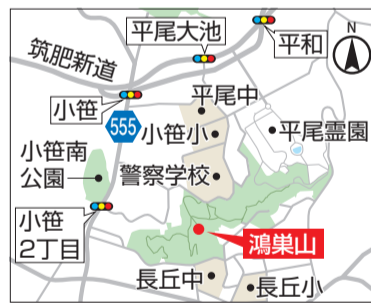 平尾大池
平和
N
筑肥新道
小笹
平尾中
555
小笹小
平尾霊園
小笹南
公園
警察学校
小笹
2丁目
鴻巣山
長丘中
長丘小